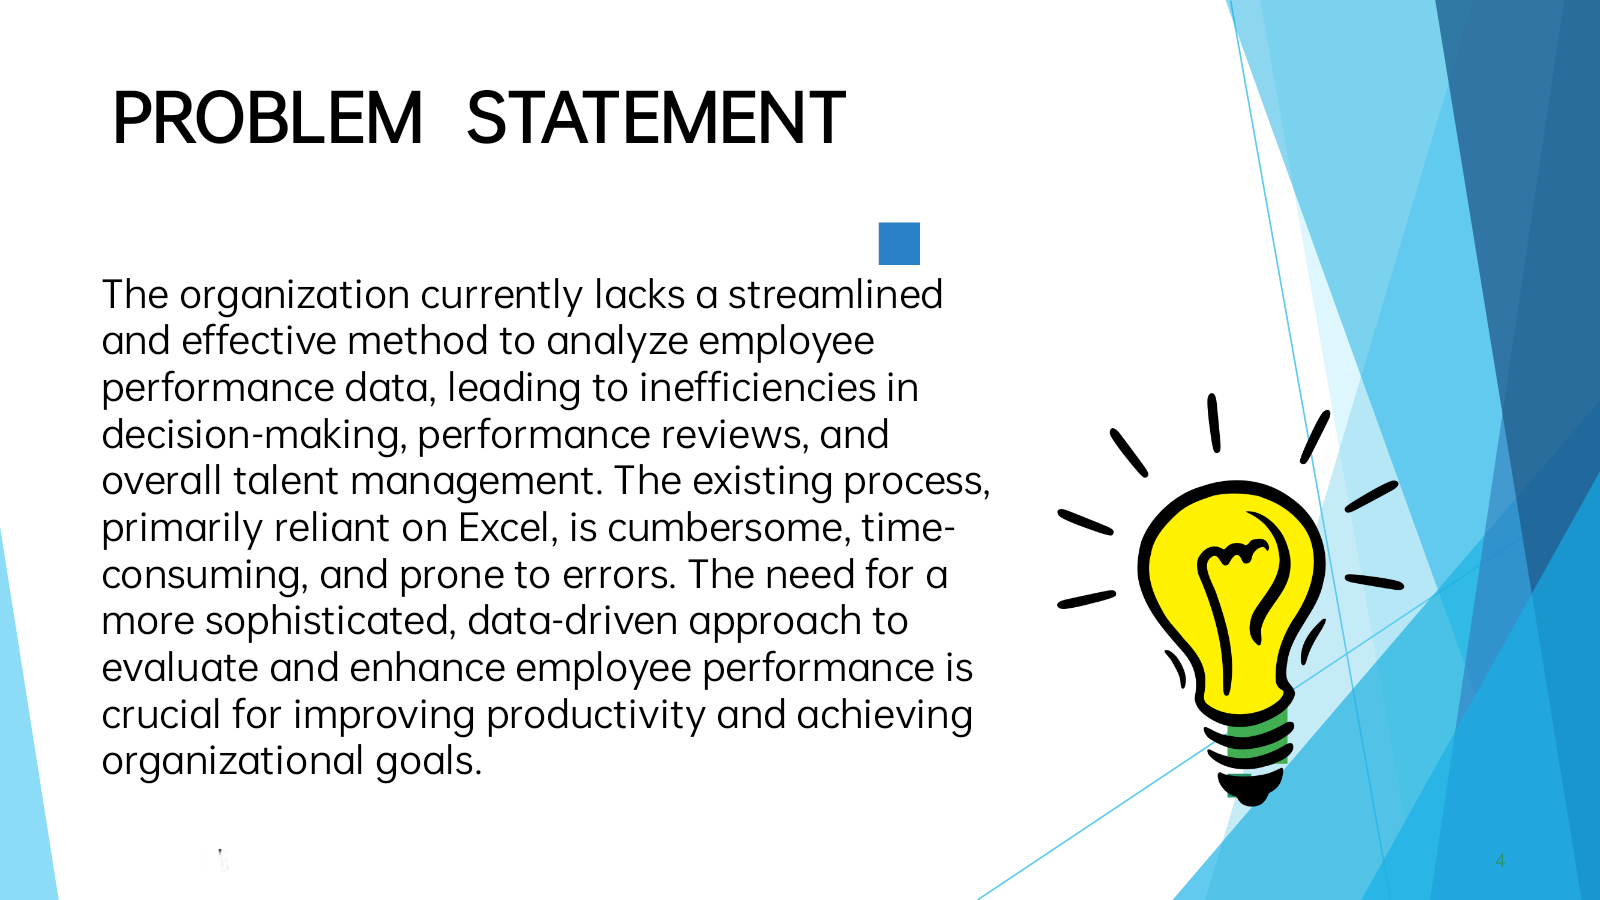 PROBLEM STATEMENT
The organization currently lacks a streamlined
and effective method to analyze employee
performance data, leading to inefficiencies in
decision-making, performance reviews, and
overall talent management. The existing process,
primarily reliant on Excel, is cumbersome, time-
consuming, and prone to errors. The need for a
more sophisticated, data-driven approach to
evaluate and enhance employee performance is
crucial for improving productivity and achieving
organizational goals.
4